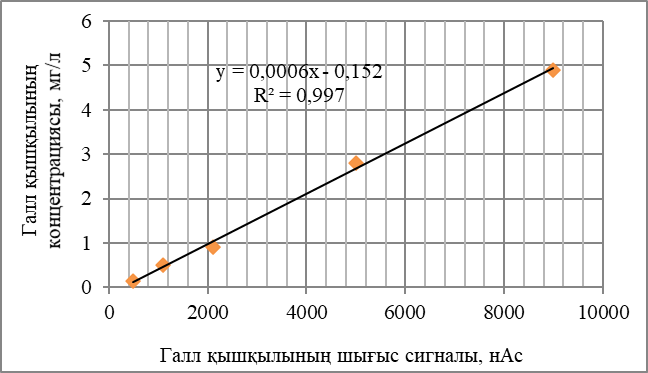 Галл қышқылының
концентрациясы, мг/л
6
5
4
3
2
1
0
y = 0,0006x - 0,152
R² = 0,997
0 2000 4000 6000 8000 10000
Галл қышқылының шығыс сигналы, нАс